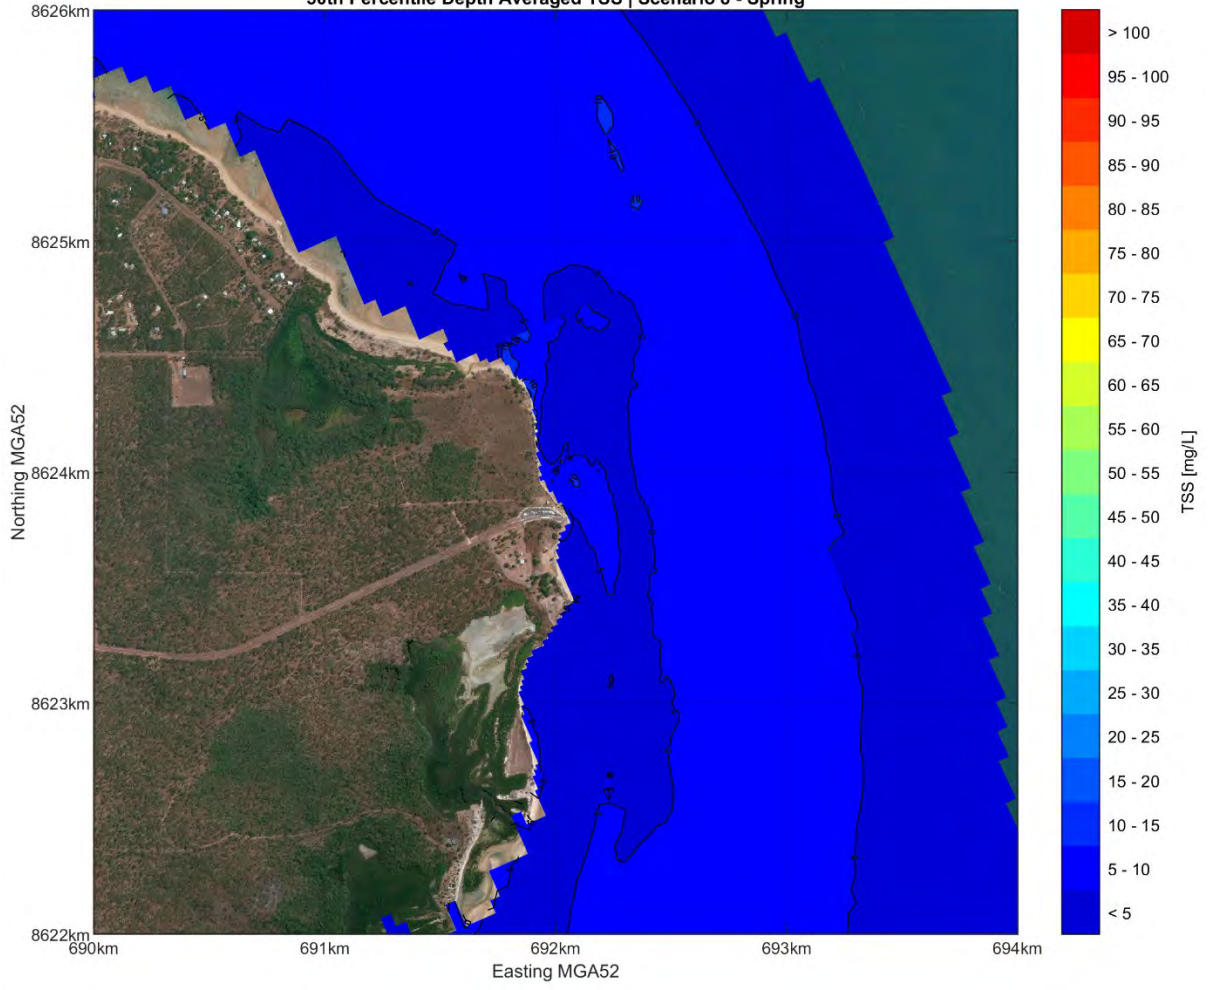 Percentile Depth Averaged TSS | Scenario - Spring
8626km
8625km
8624km
8623km
8622km
Northing MGA52
690km
691km
692km
693km
694km
Easting MGA52
> 100
95 - 100
90 - 95
85 - 90
80 - 85
75 - 80
70 - 75
65 - 70
60 - 65
55 - 60
50 - 55
45 - 50
40 - 45
35 - 40
30 - 35
25 - 30
20 - 25
15 - 20
10 - 15
5 - 10
< 5
TSS [mg/L]